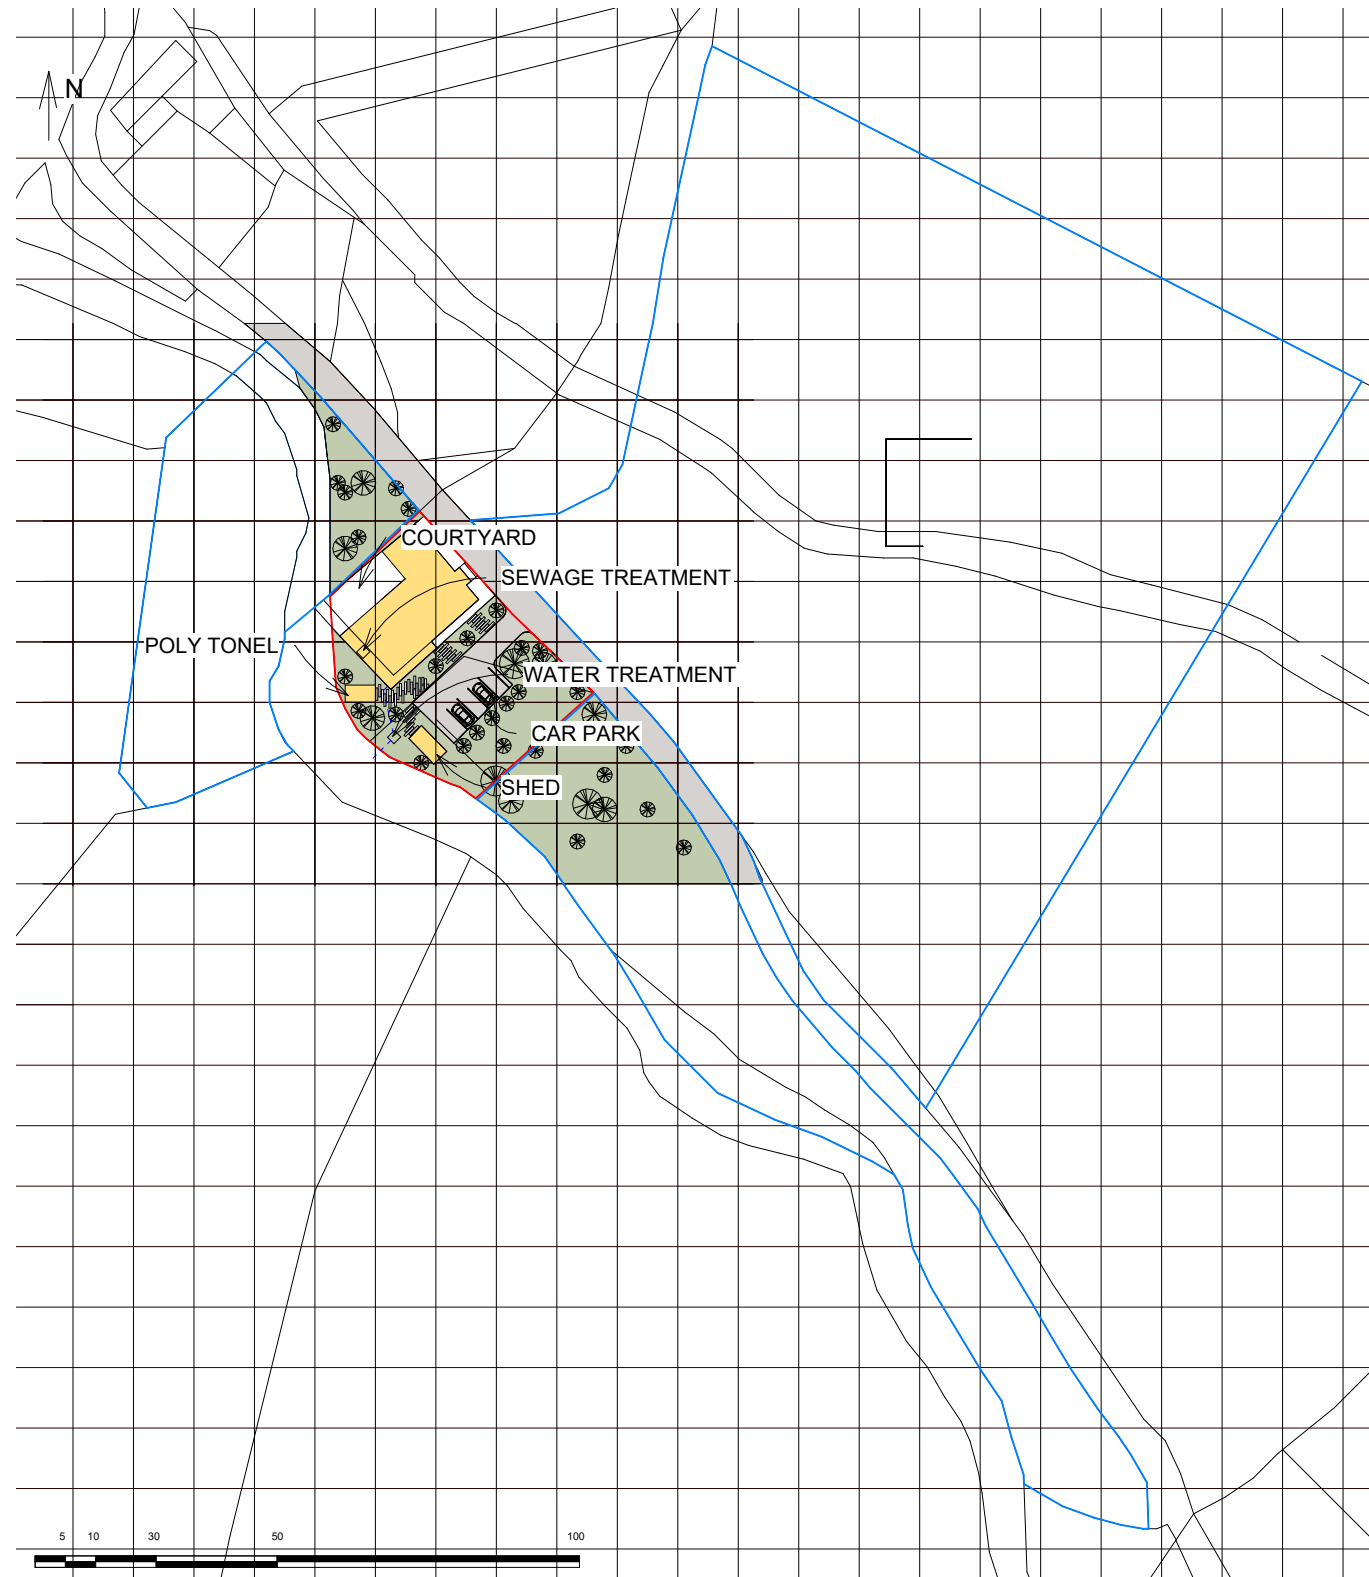 N
COURTYARD
SEWAGE TREATMENT
POLY TONEL
WATER TREATMENT
CAR PARK
SHED
5 10 30 50 100